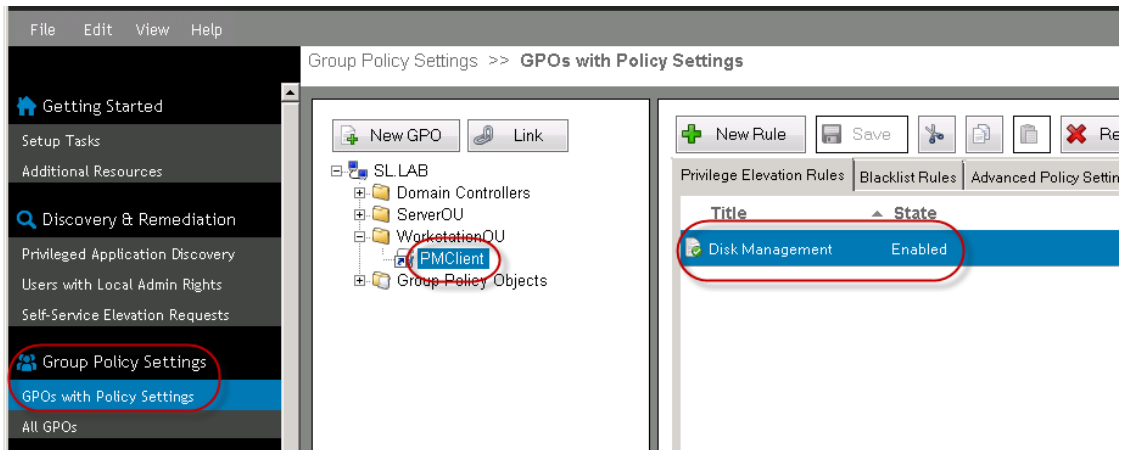 File Edit View Help
Group Policy Settings >> GPOs with Policy Settings
Getting Started
Setup Tasks
Additional Resources
Discovery & Remediation
Privileged Application Discovery
Users with Local Admin Rights
Self-Service Elevation Requests
Group Policy Settings
GPOs with Policy Settings
All GPOs
New GPO Link
SL.LAB
Domain Controllers
ServerOU
WorkstationOU
PMClient
Group Policy Objects
New Rule Save Re
Privilege Elevation Rules Blacklist Rules Advanced Policy Settin
Title State
Disk Management Enabled